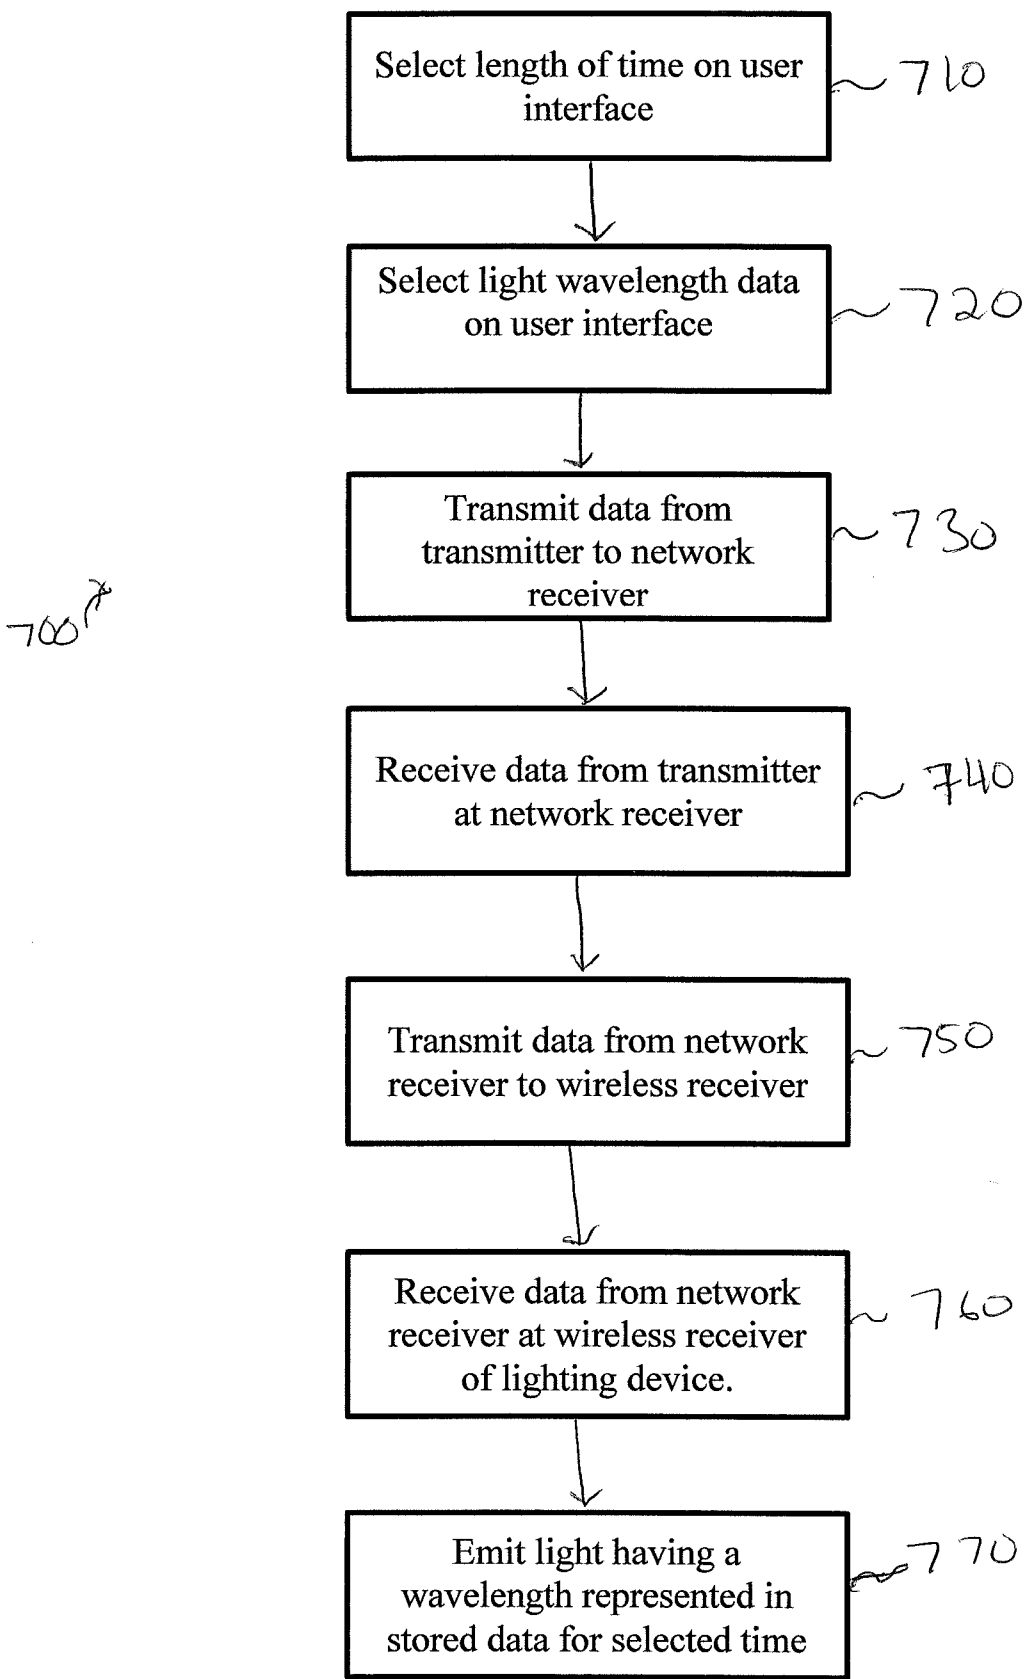 Select length of time on user
interface
710
Select light wavelength data
on user interface
720
Transmit data from
transmitter to network
receiver
730
700
Receive data from transmitter
at network receiver
740
Transmit data from network
receiver to wireless receiver
750
Receive data from network
receiver at wireless receiver
of lighting device.
760
Emit light having a
wavelength represented in
stored data for selected time
770